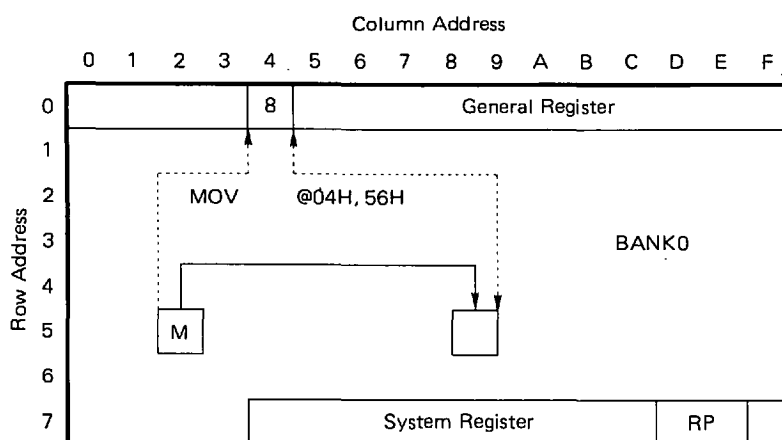 Column Address
0 1 2 3 4 5 6 7 8 9 A B C D E F
0 8 General Register
1
2 MOV @04H, 56H
3 BANK0
4
5 M
6
7 System Register RP
Row Address